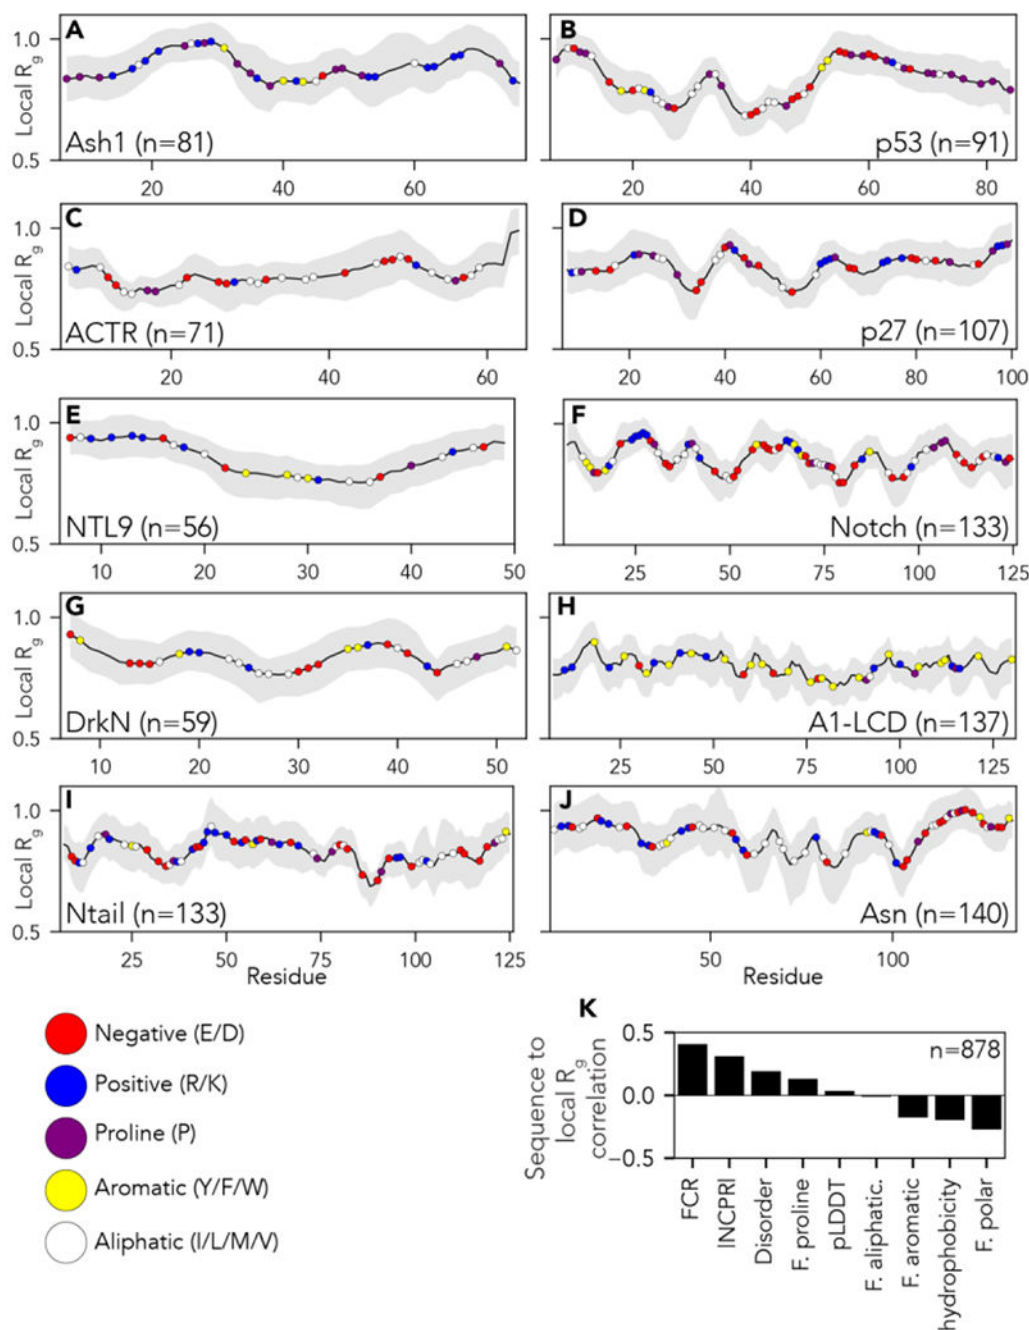 A
B
1.0
0.5
Local Rg
Ash1 (n=81)
p53 (n=91)
20 40 60
20 40 60 80
C
D
1.0
0.5
Local Rg
ACTR (n=71)
p27 (n=107)
20 40 60
20 40 60 80 100
E
F
1.0
0.5
Local Rg
NTL9 (n=56)
Notch (n=133)
10 20 30 40 50
25 50 75 100 125
G
H
1.0
0.5
Local Rg
DrkN (n=59)
A1-LCD (n=137)
10 20 30 40 50
25 50 75 100 125
I
J
1.0
0.5
Local Rg
Ntail (n=133)
Asn (n=140)
25 50 75 100 125
50 100
Residue
Residue
Negative (E/D)
Positive (R/K)
Proline (P)
Aromatic (Y/F/W)
Aliphatic (I/L/M/V)
K
Sequence to
local Rg
correlation
0.5
0.0
−0.5
n=878
FCR
|NCPR|
Disorder
F. proline
pLDDT
F. aliphatic.
F. aromatic
hydrophobicity
F. polar